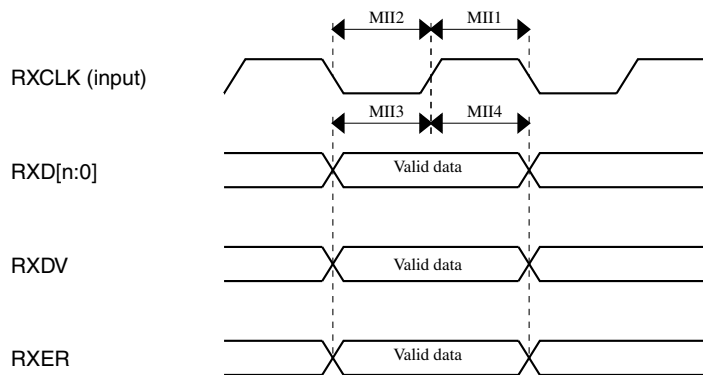 MII2 MII1
RXCLK (input)
MII3 MII4
RXD[n:0] Valid data
RXDV Valid data
RXER Valid data